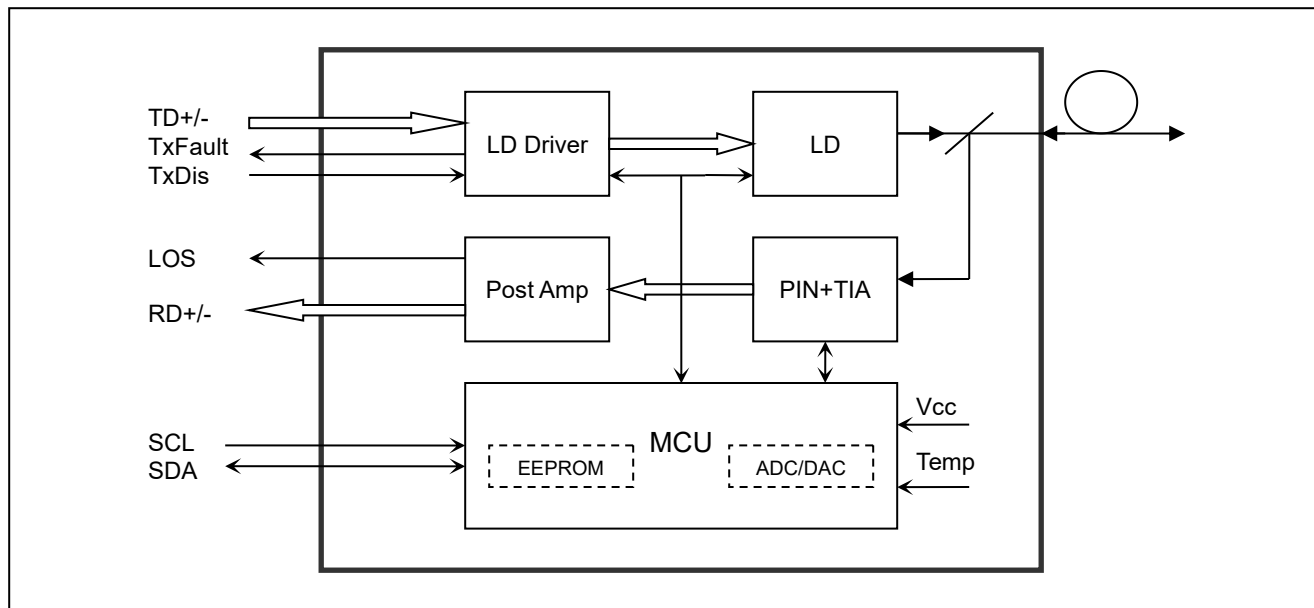 TD+/-
TxFault
TxDis
LD Driver
LD
LOS
RD+/-
Post Amp
PIN+TIA
SCL
SDA
MCU
EEPROM
ADC/DAC
Vcc
Temp